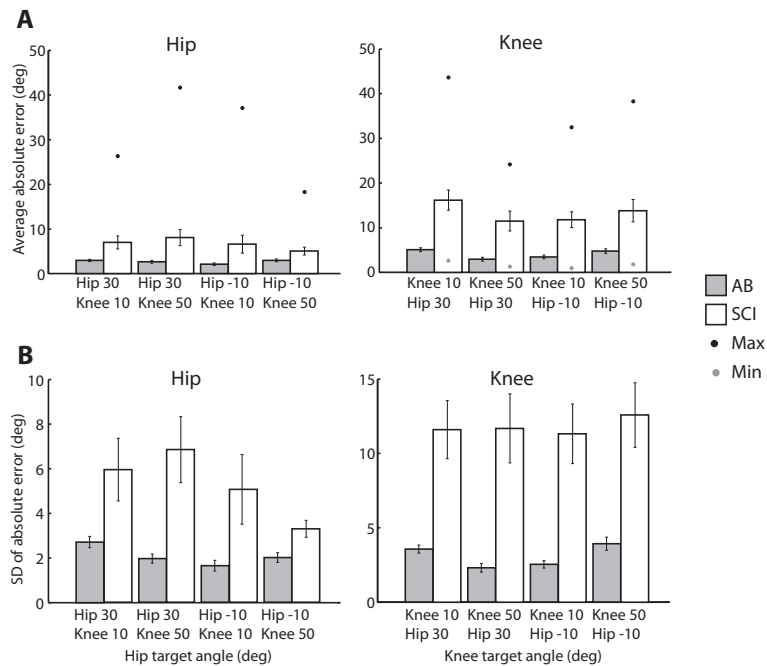 A
Hip
Knee
Average absolute error (deg)
50
40
30
20
10
0
Hip 30 Hip 30 Hip -10 Hip -10
Knee 10 Knee 50 Knee 10 Knee 50
50
40
30
20
10
0
Knee 10 Knee 50 Knee 10 Knee 50
Hip 30 Hip 30 Hip -10 Hip -10
AB
SCI
Max
Min
B
Hip
Knee
SD of absolute error (deg)
10
8
6
4
2
0
Hip 30 Hip 30 Hip -10 Hip -10
Knee 10 Knee 50 Knee 10 Knee 50
Hip target angle (deg)
15
10
5
0
Knee 10 Knee 50 Knee 10 Knee 50
Hip 30 Hip 30 Hip -10 Hip -10
Knee target angle (deg)